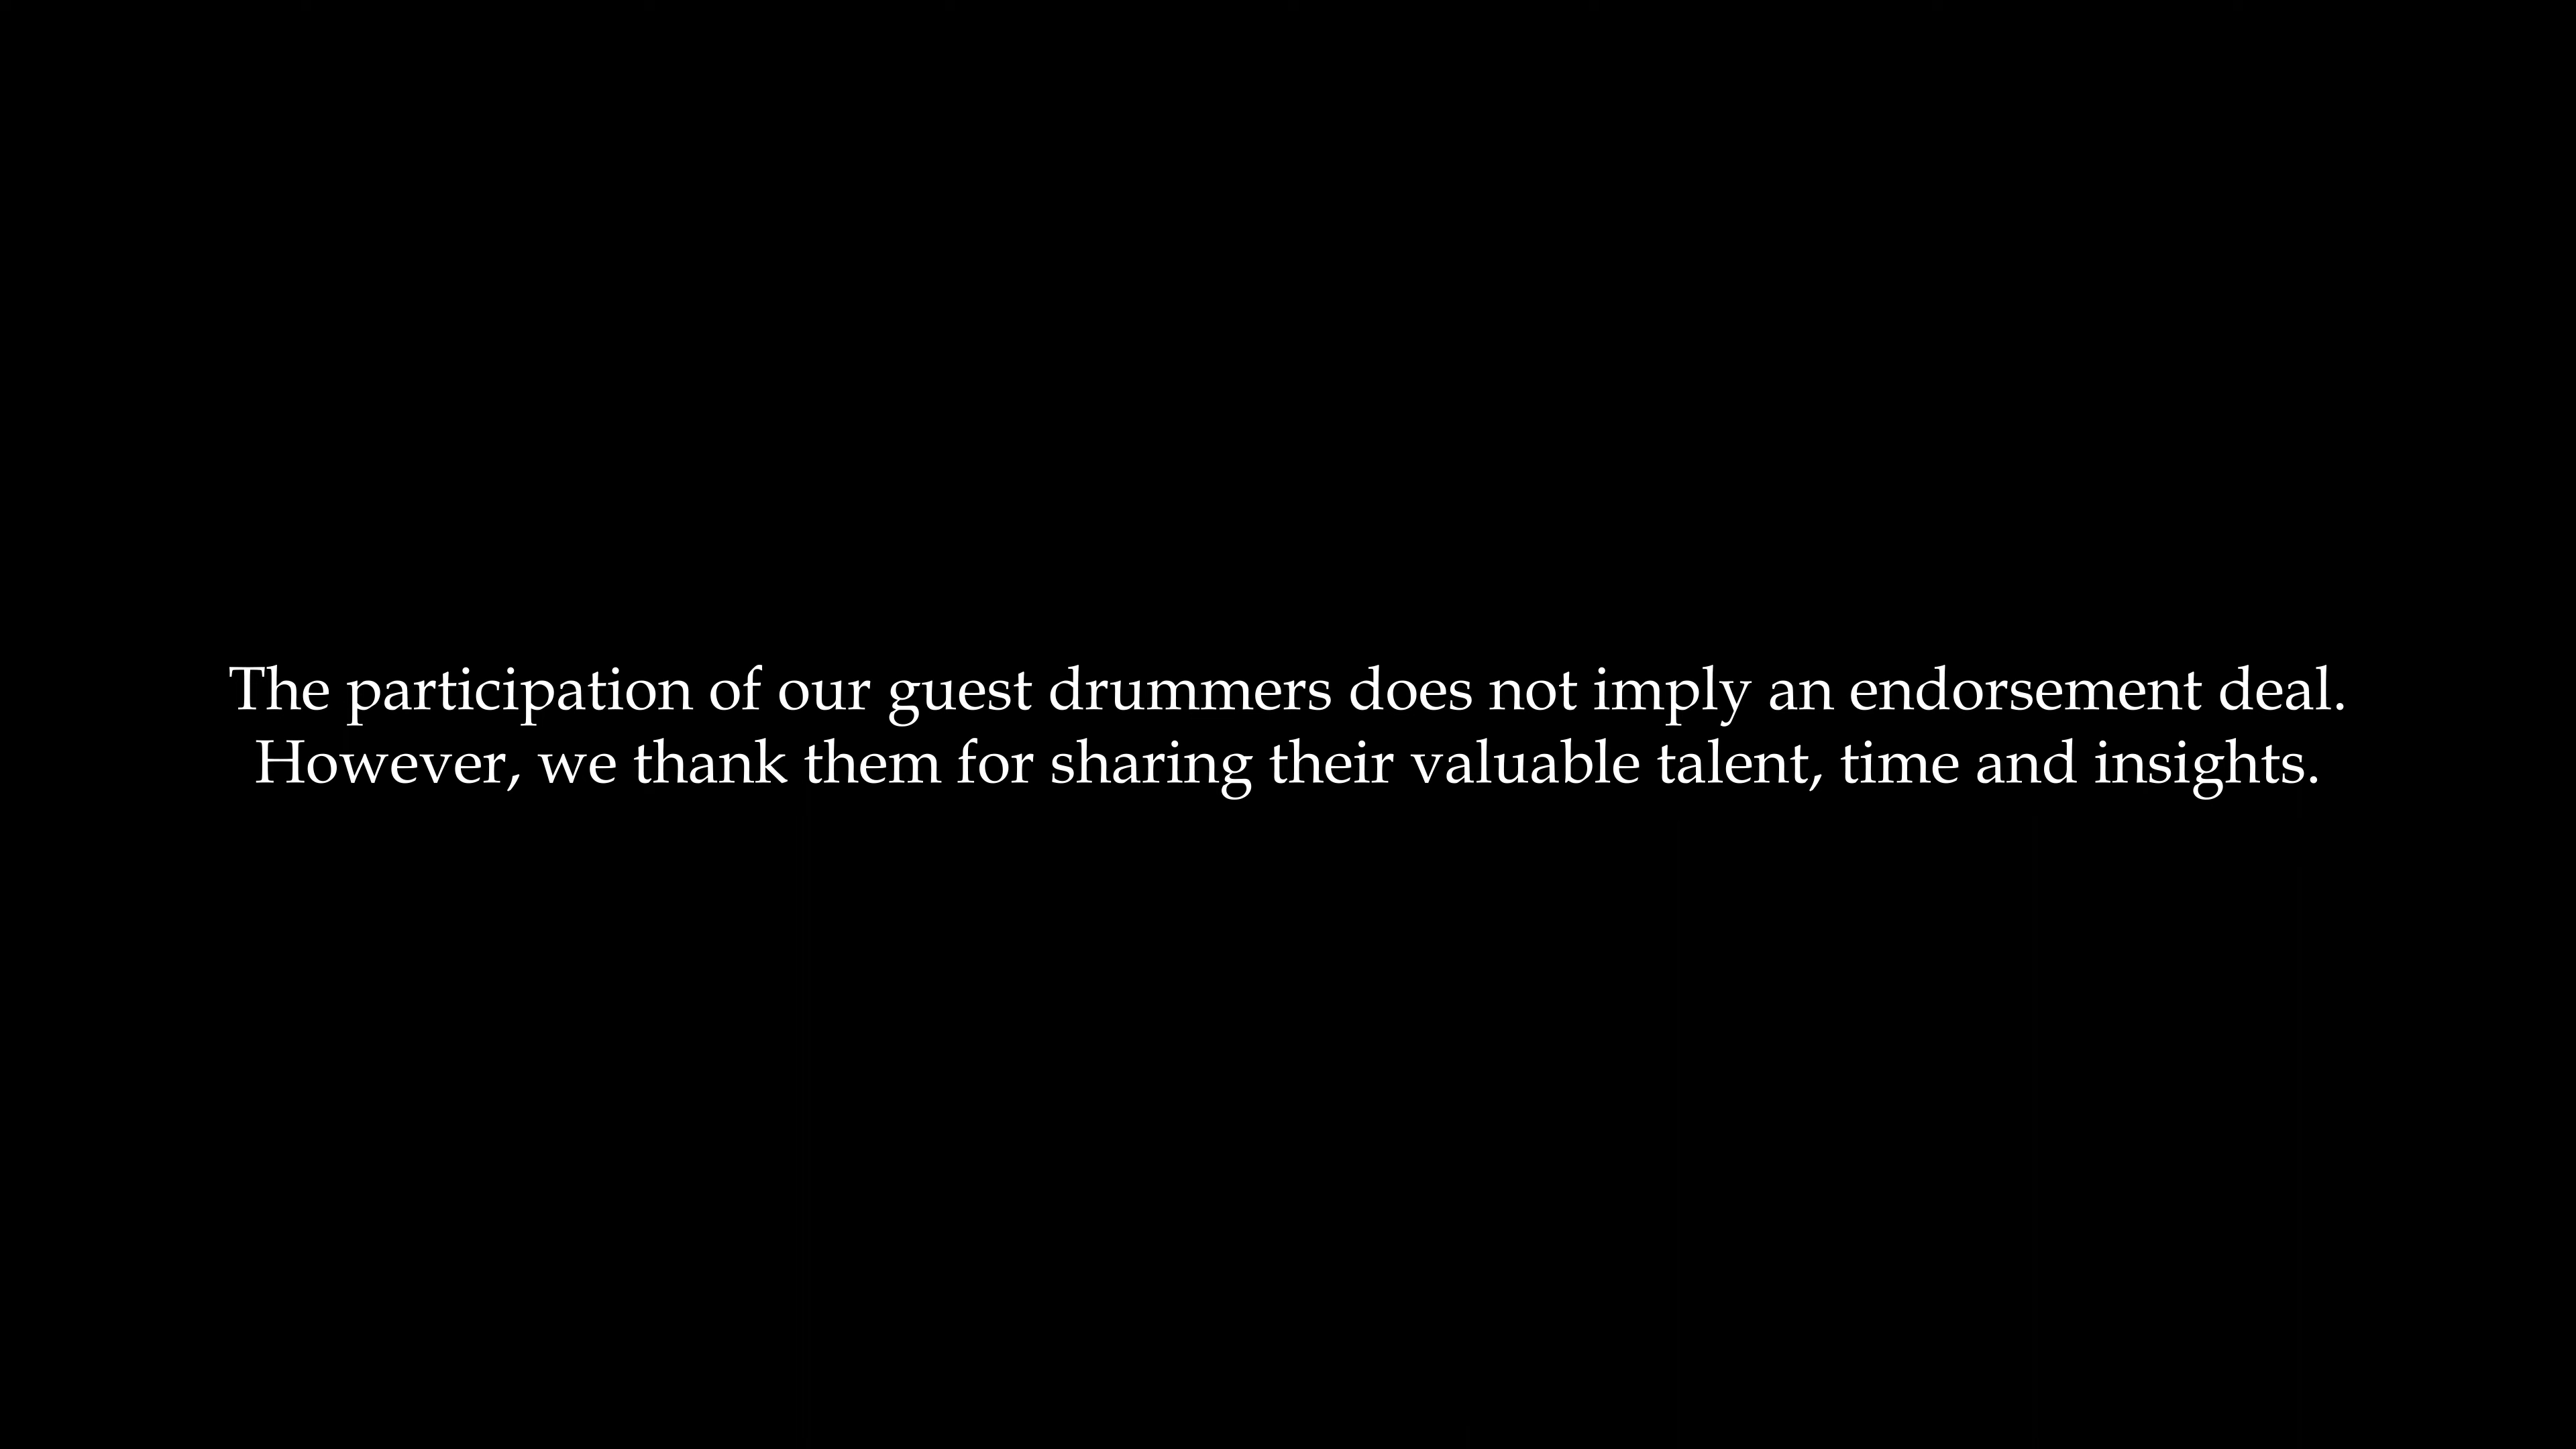 The participation of our guest drummers does not imply an endorsement deal.
However, we thank them for sharing their valuable talent, time and insights.